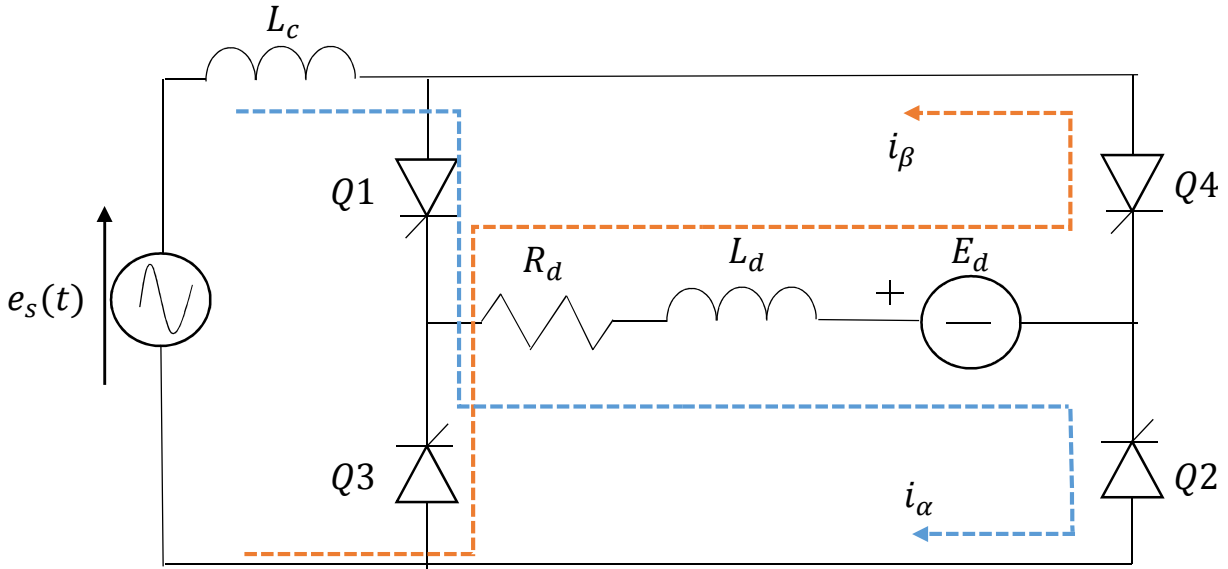 L_c
i_β
Q1
Q4
R_d
L_d
E_d
e_s(t)
+
−
Q3
Q2
i_α